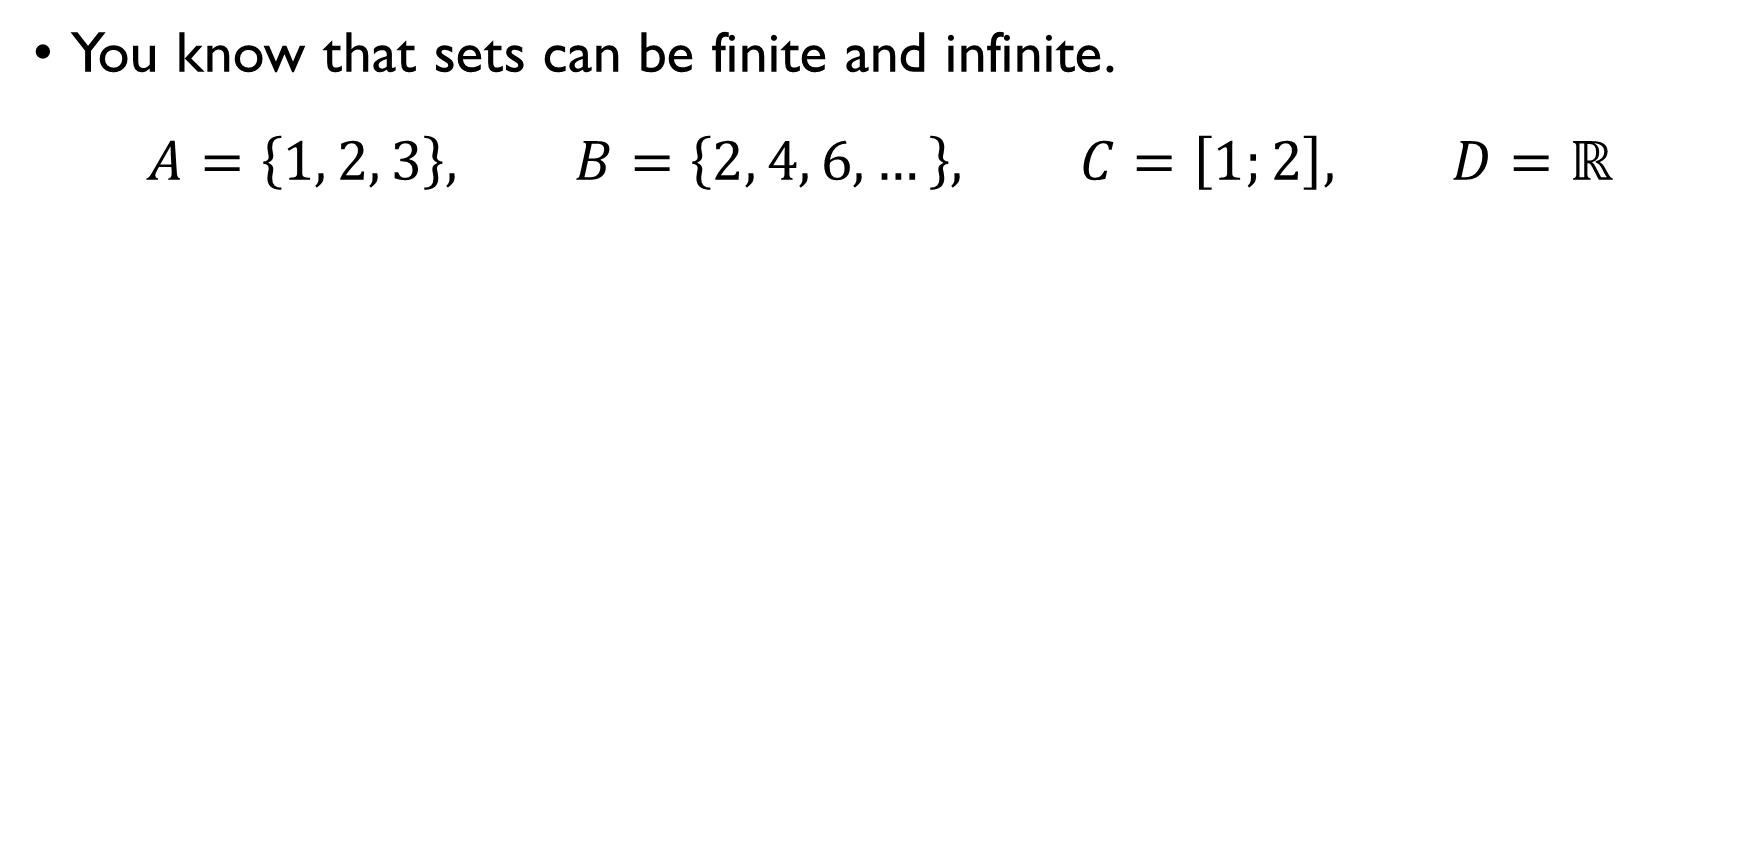 • You know that sets can be finite and infinite.
A = {1, 2, 3}, B = {2, 4, 6, … }, C = [1; 2], D = ℝ